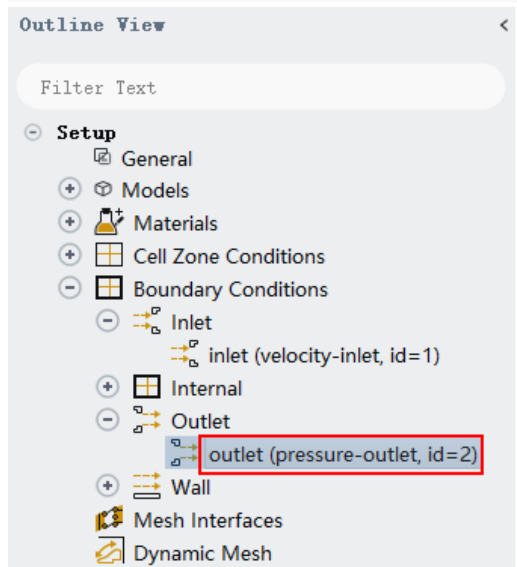 Outline View
Filter Text
Setup
General
Models
Materials
Cell Zone Conditions
Boundary Conditions
Inlet
inlet (velocity-inlet, id=1)
Internal
Outlet
outlet (pressure-outlet, id=2)
Wall
Mesh Interfaces
Dynamic Mesh